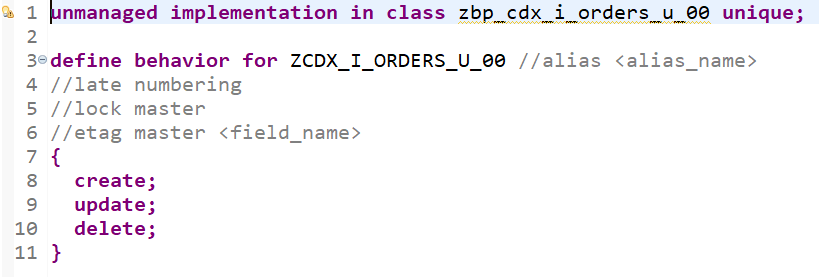 1 unmanaged implementation in class zbp_cdx_i_orders_u_00 unique;
2
3 define behavior for ZCDX_I_ORDERS_U_00 //alias <alias_name>
4 //late numbering
5 //lock master
6 //etag master <field_name>
7 {
8 create;
9 update;
10 delete;
11 }